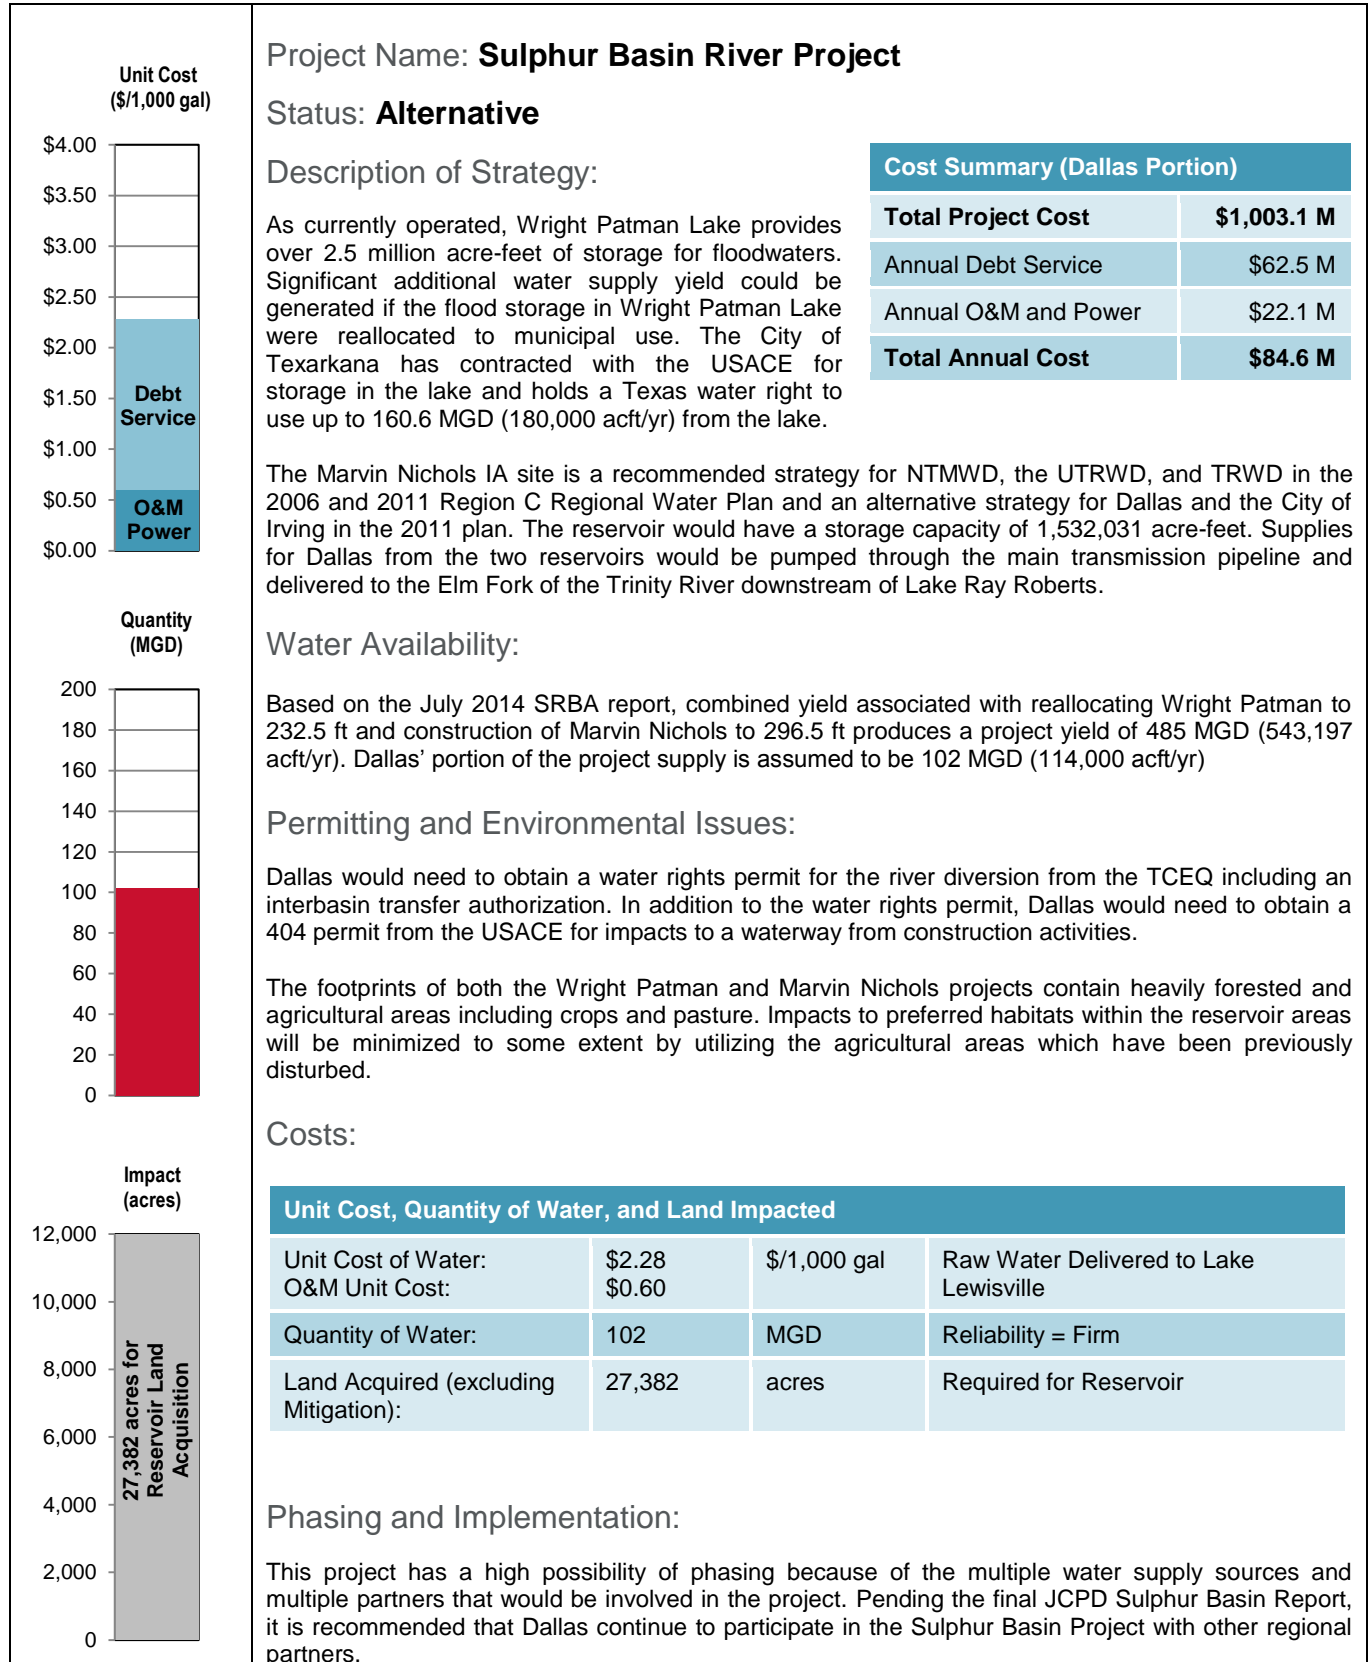 Unit Cost
($/1,000 gal)
$4.00
$3.50
$3.00
$2.50
$2.00
$1.50
$1.00
$0.50
$0.00
Debt
Service
O&M
Power
Quantity
(MGD)
200
180
160
140
120
100
80
60
40
20
0
Impact
(acres)
12,000
10,000
8,000
6,000
4,000
2,000
0
27,382 acres for
Reservoir Land
Acquisition
Project Name: Sulphur Basin River Project
Status: Alternative
Description of Strategy:
As currently operated, Wright Patman Lake provides
over 2.5 million acre-feet of storage for floodwaters.
Significant additional water supply yield could be
generated if the flood storage in Wright Patman Lake
were reallocated to municipal use. The City of
Texarkana has contracted with the USACE for
storage in the lake and holds a Texas water right to
use up to 160.6 MGD (180,000 acft/yr) from the lake.
Cost Summary (Dallas Portion)
Total Project Cost $1,003.1 M
Annual Debt Service $62.5 M
Annual O&M and Power $22.1 M
Total Annual Cost $84.6 M
The Marvin Nichols IA site is a recommended strategy for NTMWD, the UTRWD, and TRWD in the
2006 and 2011 Region C Regional Water Plan and an alternative strategy for Dallas and the City of
Irving in the 2011 plan. The reservoir would have a storage capacity of 1,532,031 acre-feet. Supplies
for Dallas from the two reservoirs would be pumped through the main transmission pipeline and
delivered to the Elm Fork of the Trinity River downstream of Lake Ray Roberts.
Water Availability:
Based on the July 2014 SRBA report, combined yield associated with reallocating Wright Patman to
232.5 ft and construction of Marvin Nichols to 296.5 ft produces a project yield of 485 MGD (543,197
acft/yr). Dallas' portion of the project supply is assumed to be 102 MGD (114,000 acft/yr)
Permitting and Environmental Issues:
Dallas would need to obtain a water rights permit for the river diversion from the TCEQ including an
interbasin transfer authorization. In addition to the water rights permit, Dallas would need to obtain a
404 permit from the USACE for impacts to a waterway from construction activities.
The footprints of both the Wright Patman and Marvin Nichols projects contain heavily forested and
agricultural areas including crops and pasture. Impacts to preferred habitats within the reservoir areas
will be minimized to some extent by utilizing the agricultural areas which have been previously
disturbed.
Costs:
Unit Cost, Quantity of Water, and Land Impacted
Unit Cost of Water: $2.28 $/1,000 gal Raw Water Delivered to Lake
O&M Unit Cost: $0.60 Lewisville
Quantity of Water: 102 MGD Reliability = Firm
Land Acquired (excluding 27,382 acres Required for Reservoir
Mitigation):
Phasing and Implementation:
This project has a high possibility of phasing because of the multiple water supply sources and
multiple partners that would be involved in the project. Pending the final JCPD Sulphur Basin Report,
it is recommended that Dallas continue to participate in the Sulphur Basin Project with other regional
partners.